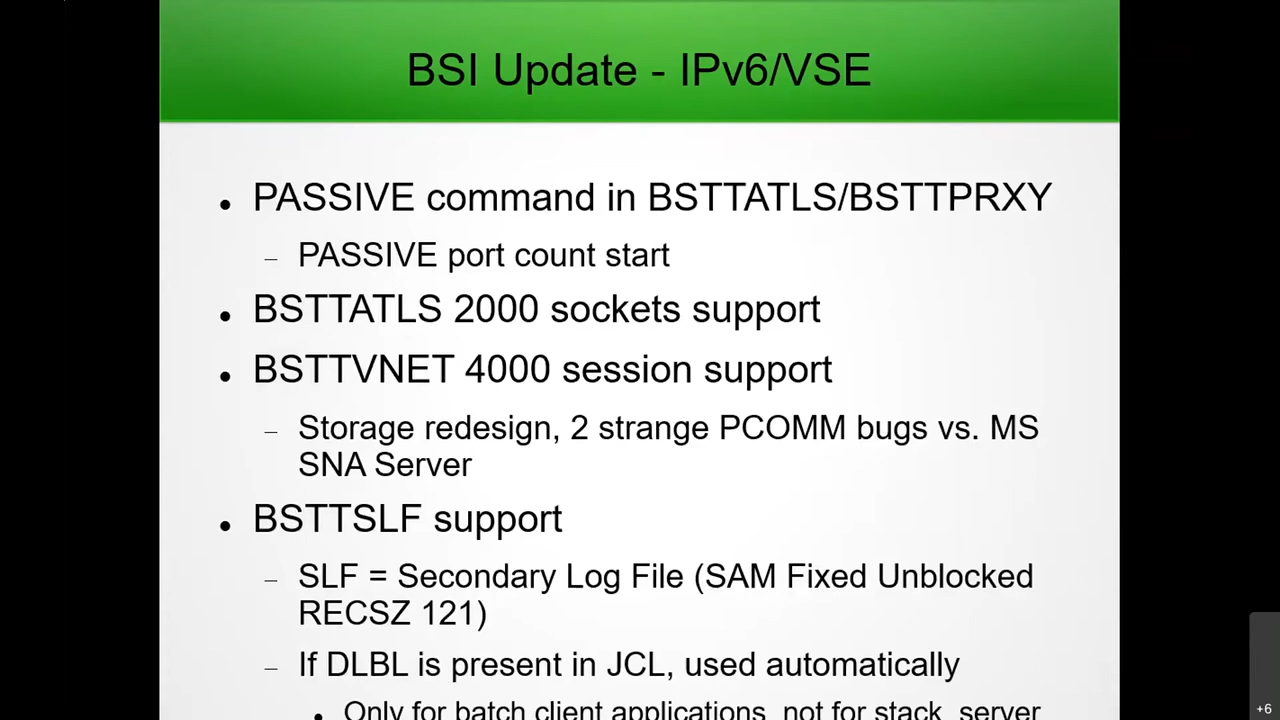 BSI Update - IPv6/VSE
PASSIVE command in BSTTATLS/BSTTPRXY
– PASSIVE port count start
BSTTATLS 2000 sockets support
BSTTVNET 4000 session support
– Storage redesign, 2 strange PCOMM bugs vs. MS
SNA Server
BSTTSLF support
– SLF = Secondary Log File (SAM Fixed Unblocked
RECSZ 121)
– If DLBL is present in JCL, used automatically
Only for batch client applications, not for stack, server
+6